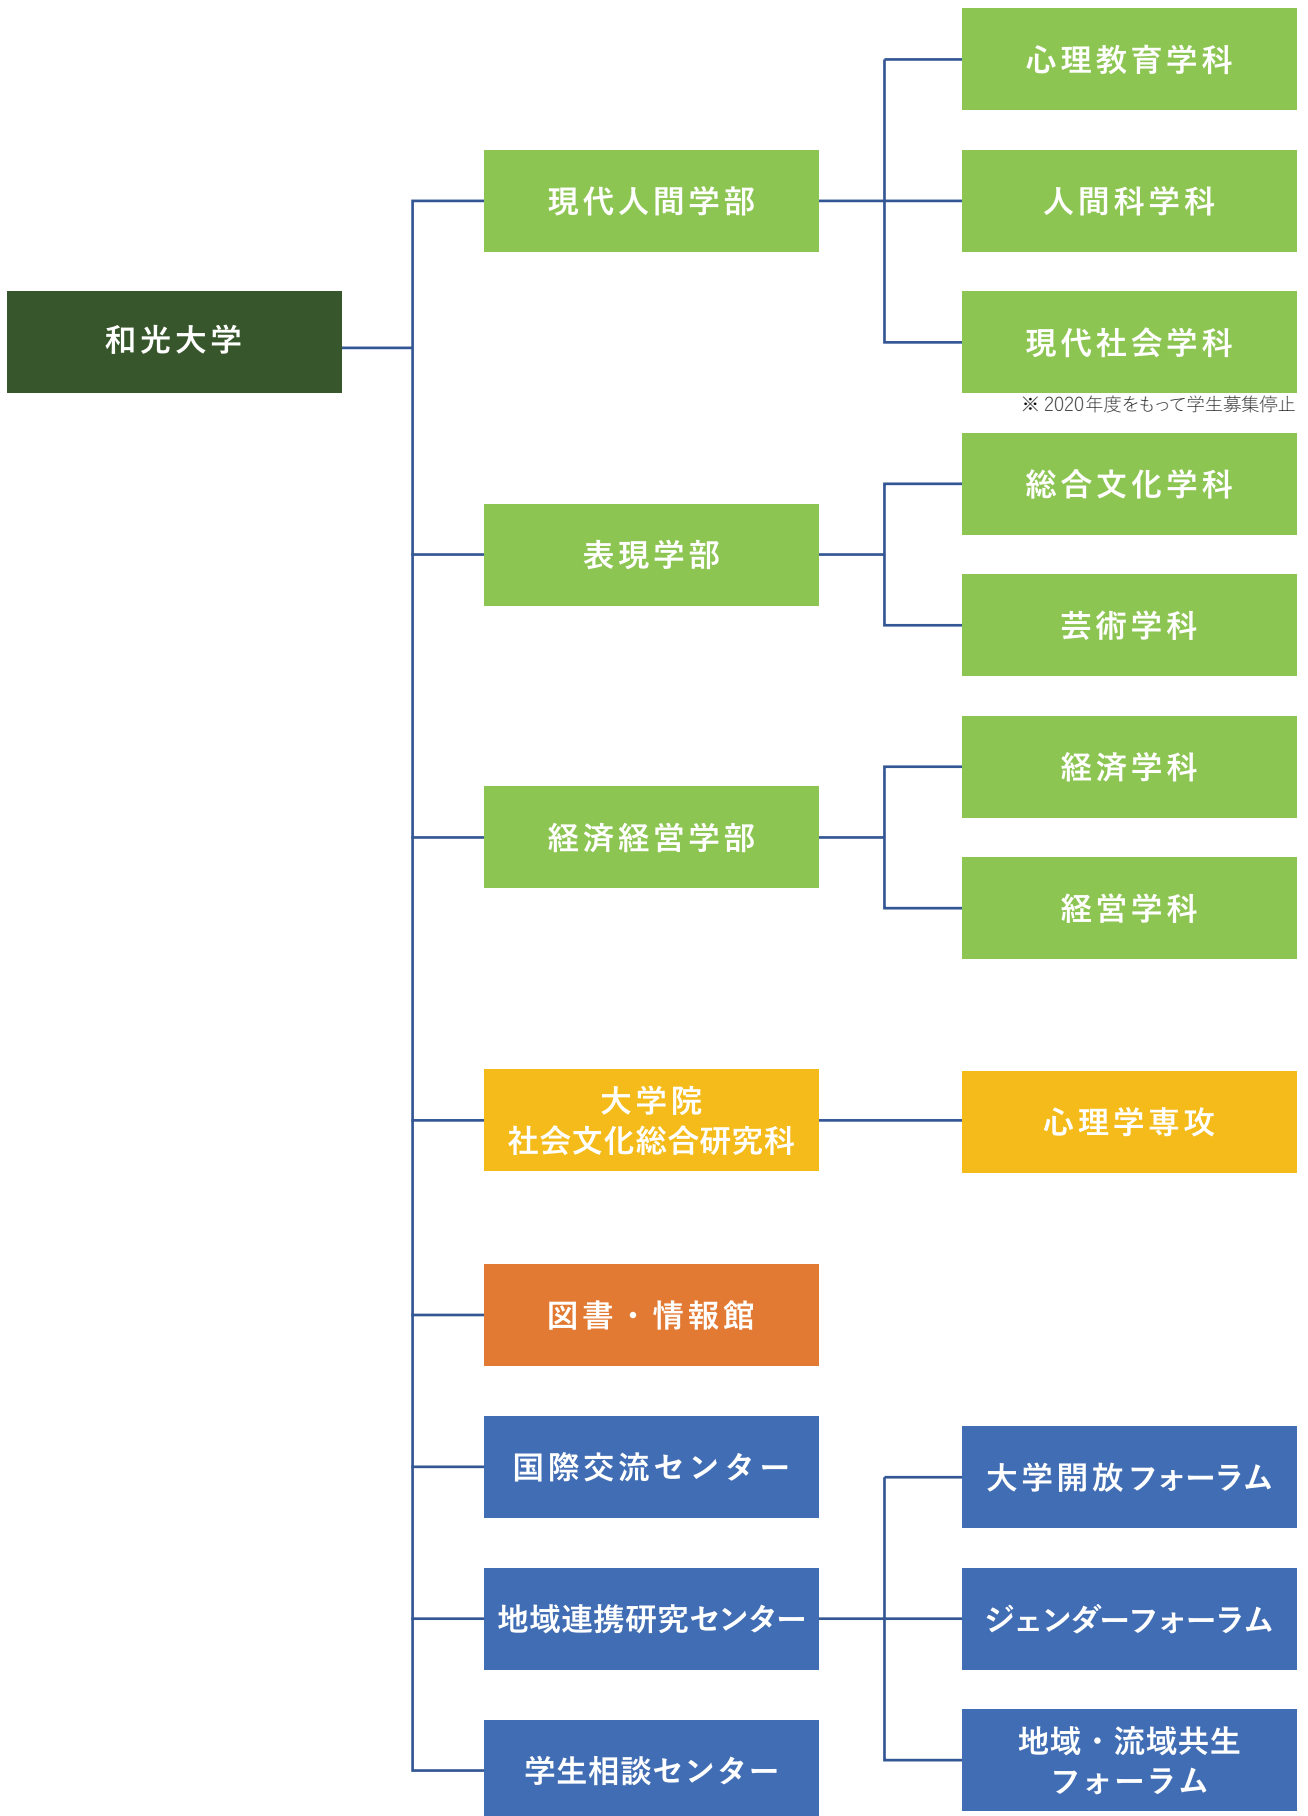 和光大学
現代人間学部
心理教育学科
人間科学科
現代社会学科
※ 2020年度をもって学生募集停止
表現学部
総合文化学科
芸術学科
経済経営学部
経済学科
経営学科
大学院
社会文化総合研究科
心理学専攻
図書・情報館
国際交流センター
地域連携研究センター
大学開放フォーラム
ジェンダーフォーラム
地域・流域共生
フォーラム
学生相談センター